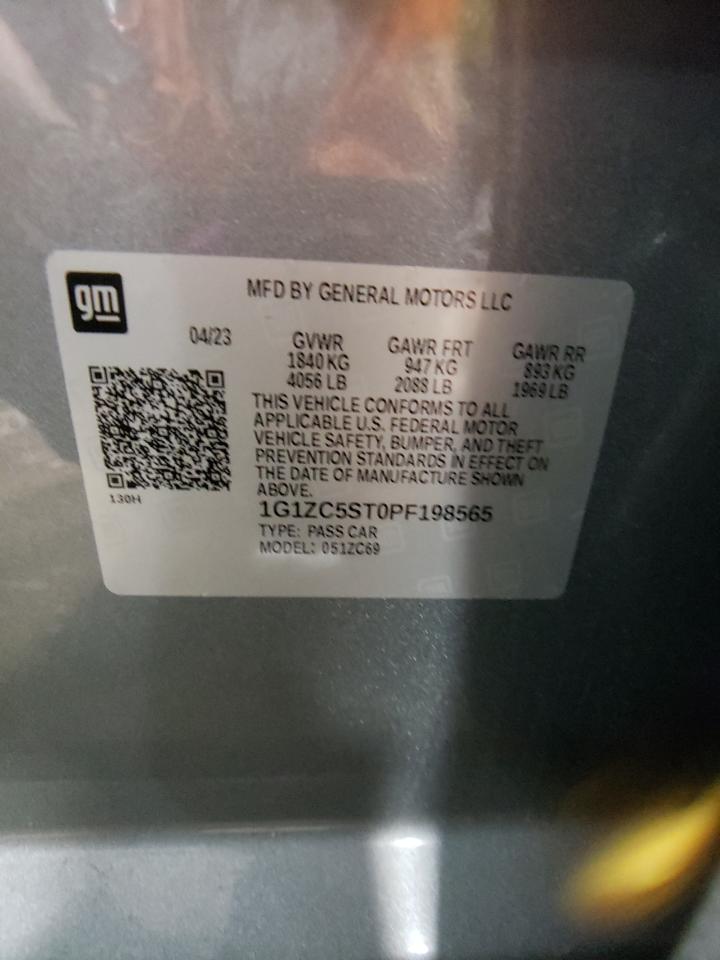 gm
MFD BY GENERAL MOTORS LLC
04/23
GVWR GAWR FRT GAWR RR
1840 KG 947 KG 893 KG
4056 LB 2088 LB 1969 LB
THIS VEHICLE CONFORMS TO ALL
APPLICABLE U.S. FEDERAL MOTOR
VEHICLE SAFETY, BUMPER, AND THEFT
PREVENTION STANDARDS IN EFFECT ON
THE DATE OF MANUFACTURE SHOWN
ABOVE.
130H
1G1ZC5ST0PF198565
TYPE: PASS CAR
MODEL: 051ZC69